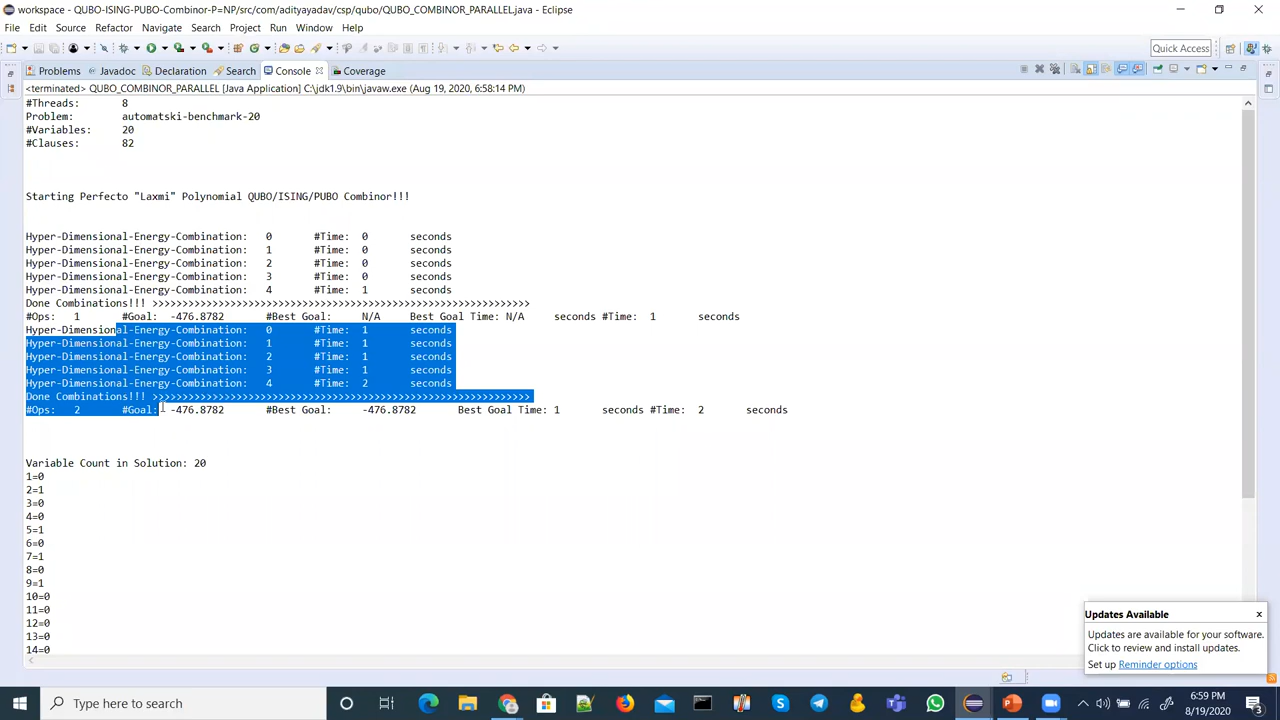 workspace - QUBO-ISING-PUBO-Combinor-P=NP/src/com/adityayadav/csp/qubo/QUBO_COMBINOR_PARALLEL.java - Eclipse
File Edit Source Refactor Navigate Search Project Run Window Help
Quick Access
Problems Javadoc Declaration Search Console Coverage
<terminated> QUBO_COMBINOR_PARALLEL [Java Application] C:\jdk1.9\bin\javaw.exe (Aug 19, 2020, 6:58:14 PM)
#Threads: 8
Problem: automatski-benchmark-20
#Variables: 20
#Clauses: 82
Starting Perfecto "Laxmi" Polynomial QUBO/ISING/PUBO Combinor!!!
Hyper-Dimensional-Energy-Combination: 0 #Time: 0 seconds
Hyper-Dimensional-Energy-Combination: 1 #Time: 0 seconds
Hyper-Dimensional-Energy-Combination: 2 #Time: 0 seconds
Hyper-Dimensional-Energy-Combination: 3 #Time: 0 seconds
Hyper-Dimensional-Energy-Combination: 4 #Time: 1 seconds
Done Combinations!!! >>>>>>>>>>>>>>>>>>>>>>>>>>>>>>>>>>>>>>>>>>>>>>>>>>>>>>>>>>>>>>>
#Ops: 1 #Goal: -476.8782 #Best Goal: N/A Best Goal Time: N/A seconds #Time: 1 seconds
Hyper-Dimensional-Energy-Combination: 0 #Time: 1 seconds
Hyper-Dimensional-Energy-Combination: 1 #Time: 1 seconds
Hyper-Dimensional-Energy-Combination: 2 #Time: 1 seconds
Hyper-Dimensional-Energy-Combination: 3 #Time: 1 seconds
Hyper-Dimensional-Energy-Combination: 4 #Time: 2 seconds
Done Combinations!!! >>>>>>>>>>>>>>>>>>>>>>>>>>>>>>>>>>>>>>>>>>>>>>>>>>>>>>>>>>>>>>>
#Ops: 2 #Goal: -476.8782 #Best Goal: -476.8782 Best Goal Time: 1 seconds #Time: 2 seconds
Variable Count in Solution: 20
1=0
2=1
3=0
4=0
5=1
6=0
7=1
8=0
9=1
10=0
11=0
12=0
13=0
14=0
Updates Available
Updates are available for your software.
Click to review and install updates.
Set up Reminder options
Type here to search
6:59 PM
8/19/2020
3